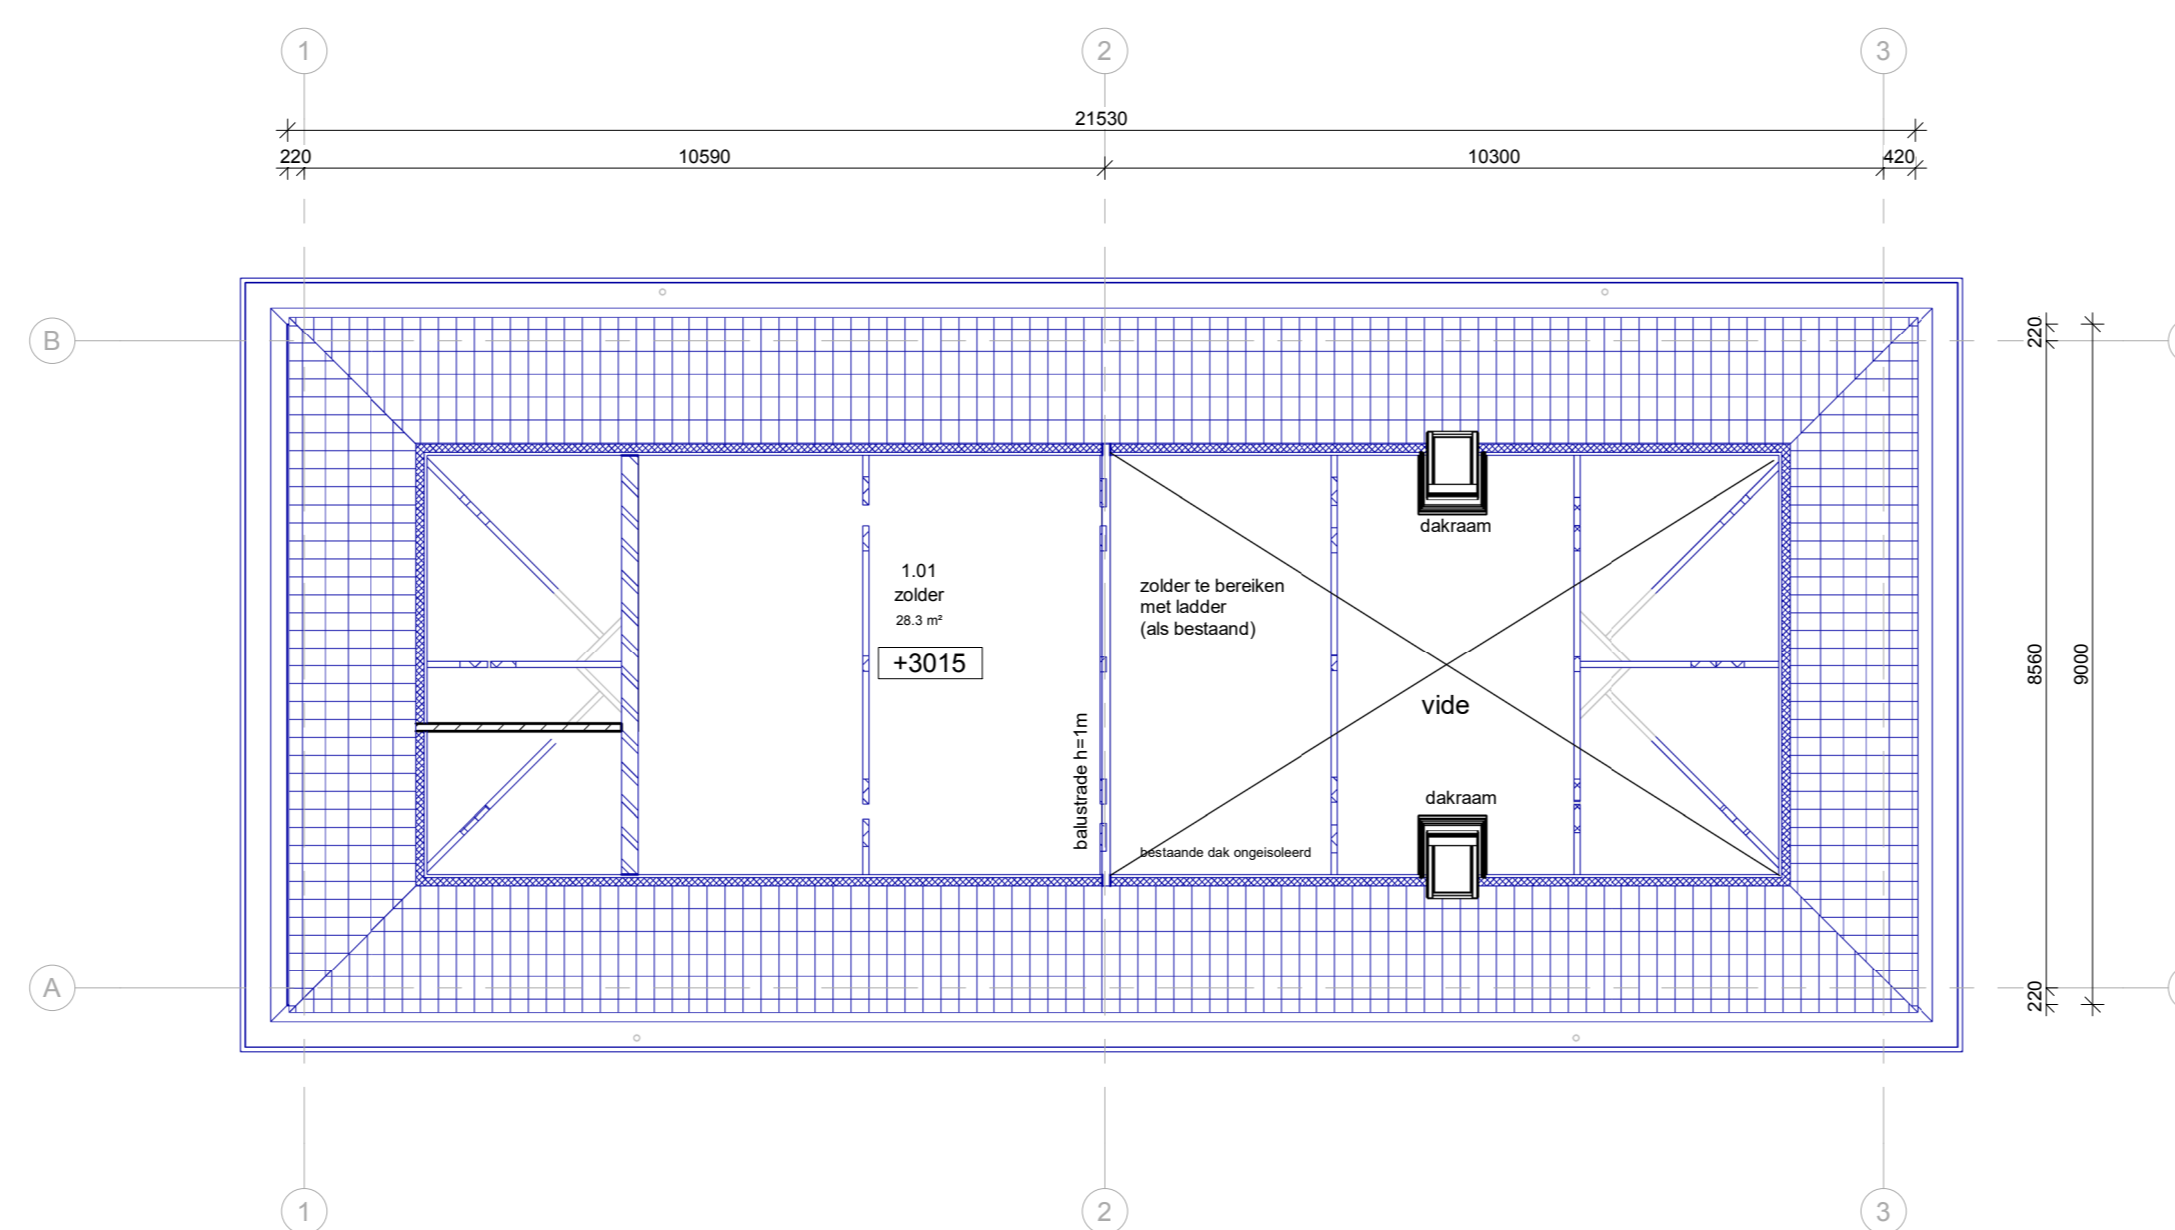 1
2
3
21530
220
10590
10300
420
B
220
1.01
zolder
28.3 m²
+3015
zolder te bereiken
met ladder
(als bestaand)
dakraam
vide
balustrade h=1m
dakraam
bestaande dak ongeisoleerd
8560
9000
A
220
1
2
3